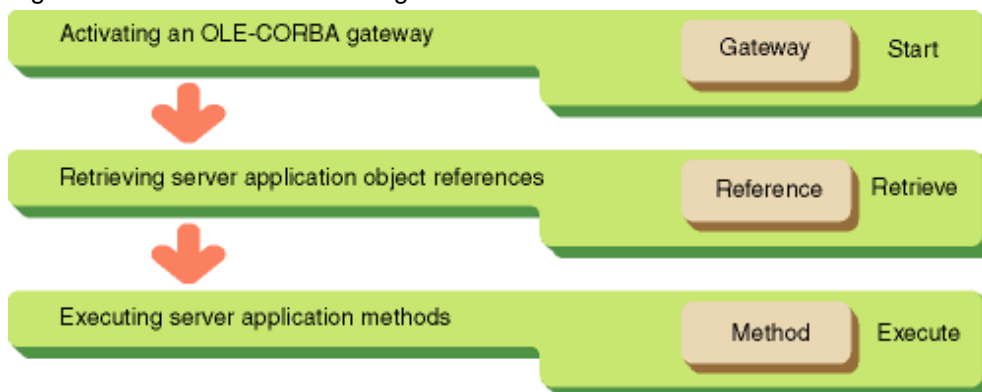 Activating an OLE-CORBA gateway
Gateway Start
Retrieving server application object references
Reference Retrieve
Executing server application methods
Method Execute